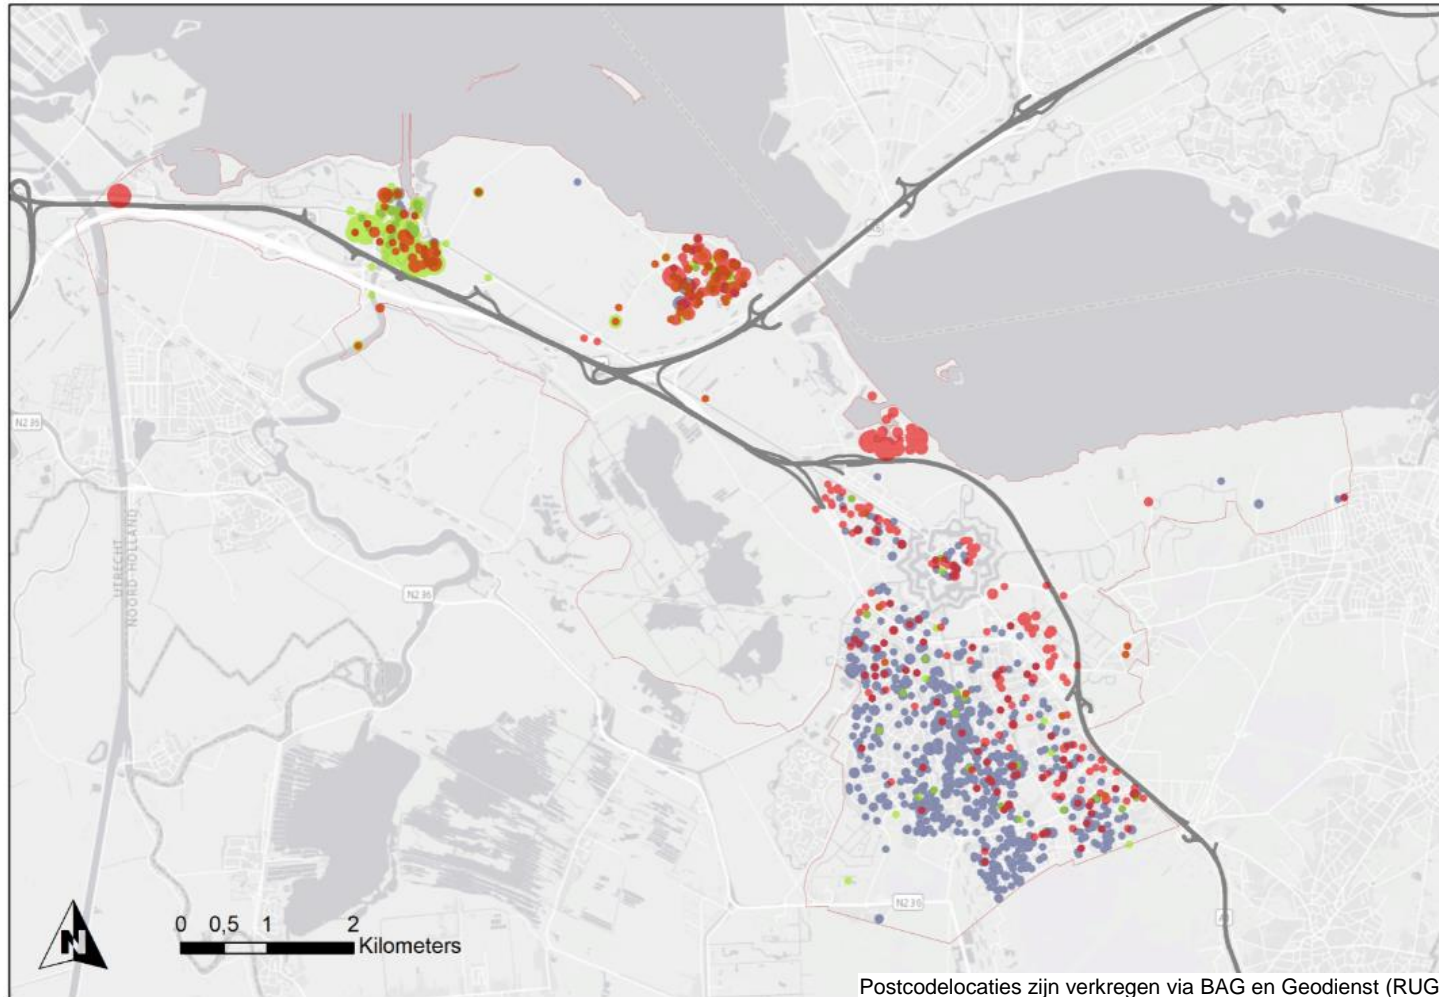 N236
UTRECHT
NOORD-HOLLAND
N236
N236
N
0 0,5 1 2
Kilometers
Postcodelocaties zijn verkregen via BAG en Geodienst (RUG